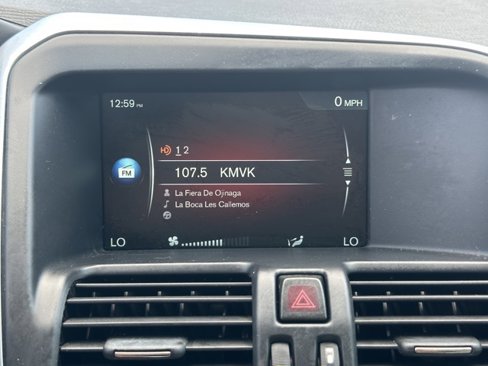 12:59 PM
0 MPH
1 2
107.5 KMVK
FM
La Fiera De Ojinaga
La Boca Les Callemos
LO
LO